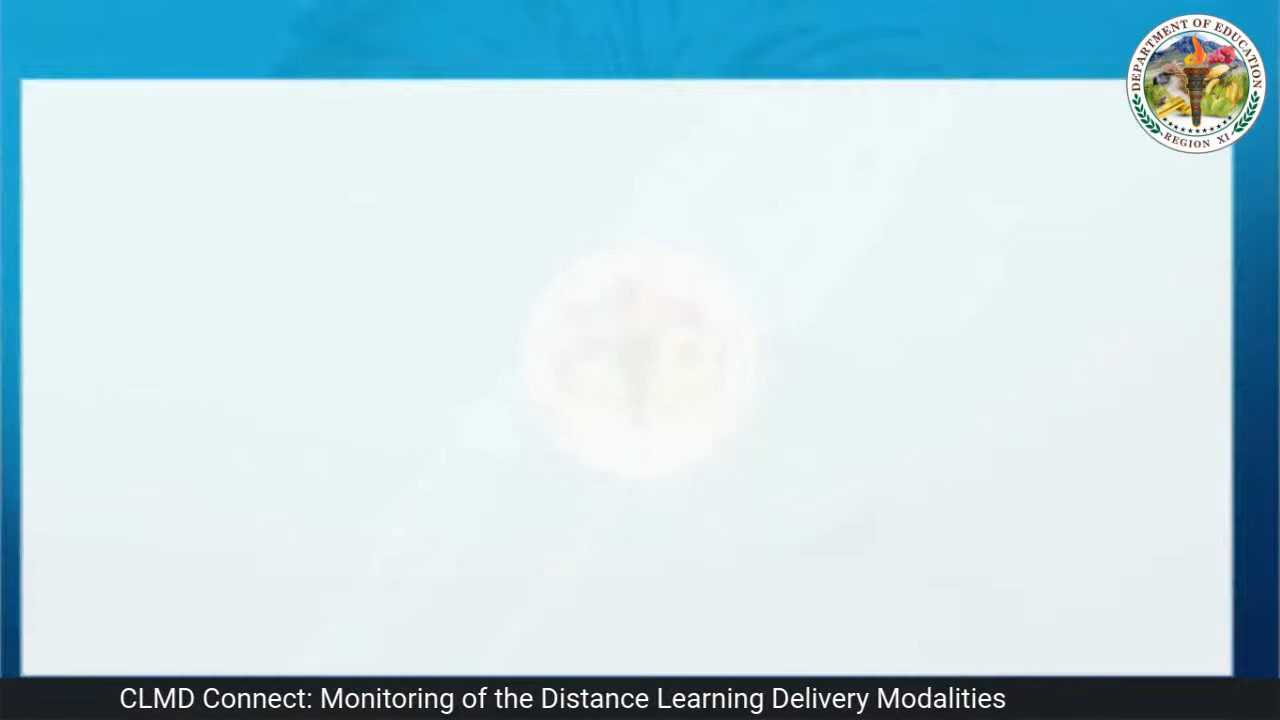 DEPARTMENT OF EDUCATION
REGION XI
CLMD Connect: Monitoring of the Distance Learning Delivery Modalities